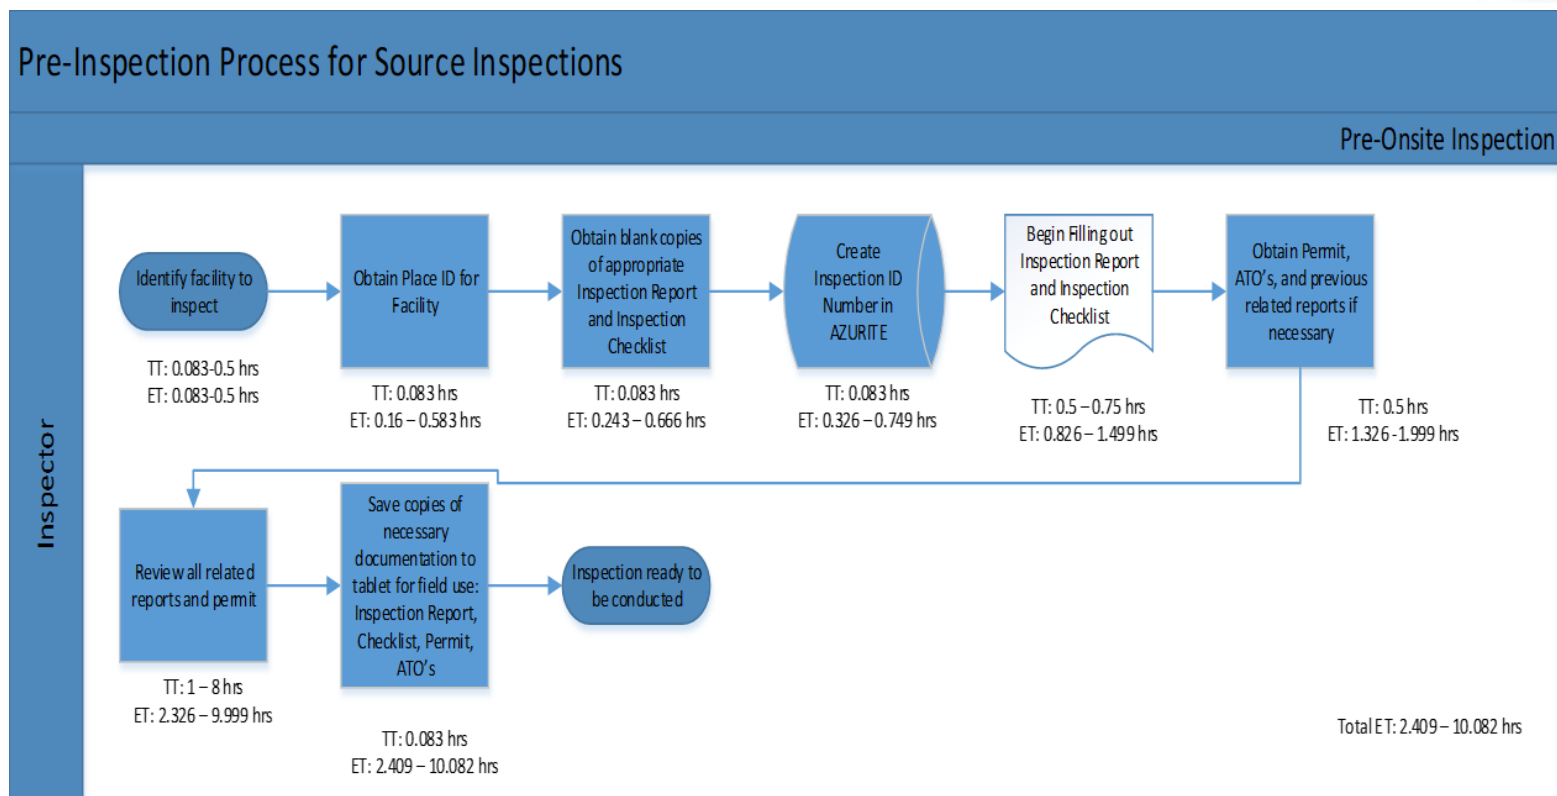 Pre-Inspection Process for Source Inspections
Pre-Onsite Inspection
Inspector
Identify facility to
inspect
TT: 0.083-0.5 hrs
ET: 0.083-0.5 hrs
Obtain Place ID for
Facility
TT: 0.083 hrs
ET: 0.16 – 0.583 hrs
Obtain blank copies
of appropriate
Inspection Report
and Inspection
Checklist
TT: 0.083 hrs
ET: 0.243 – 0.666 hrs
Create
Inspection ID
Number in
AZURITE
TT: 0.083 hrs
ET: 0.326 – 0.749 hrs
Begin Filling out
Inspection Report
and Inspection
Checklist
TT: 0.5 – 0.75 hrs
ET: 0.826 – 1.499 hrs
Obtain Permit,
ATO's, and previous
related reports if
necessary
TT: 0.5 hrs
ET: 1.326 -1.999 hrs
Review all related
reports and permit
TT: 1 – 8 hrs
ET: 2.326 – 9.999 hrs
Save copies of
necessary
documentation to
tablet for field use:
Inspection Report,
Checklist, Permit,
ATO's
TT: 0.083 hrs
ET: 2.409 – 10.082 hrs
Inspection ready to
be conducted
Total ET: 2.409 – 10.082 hrs